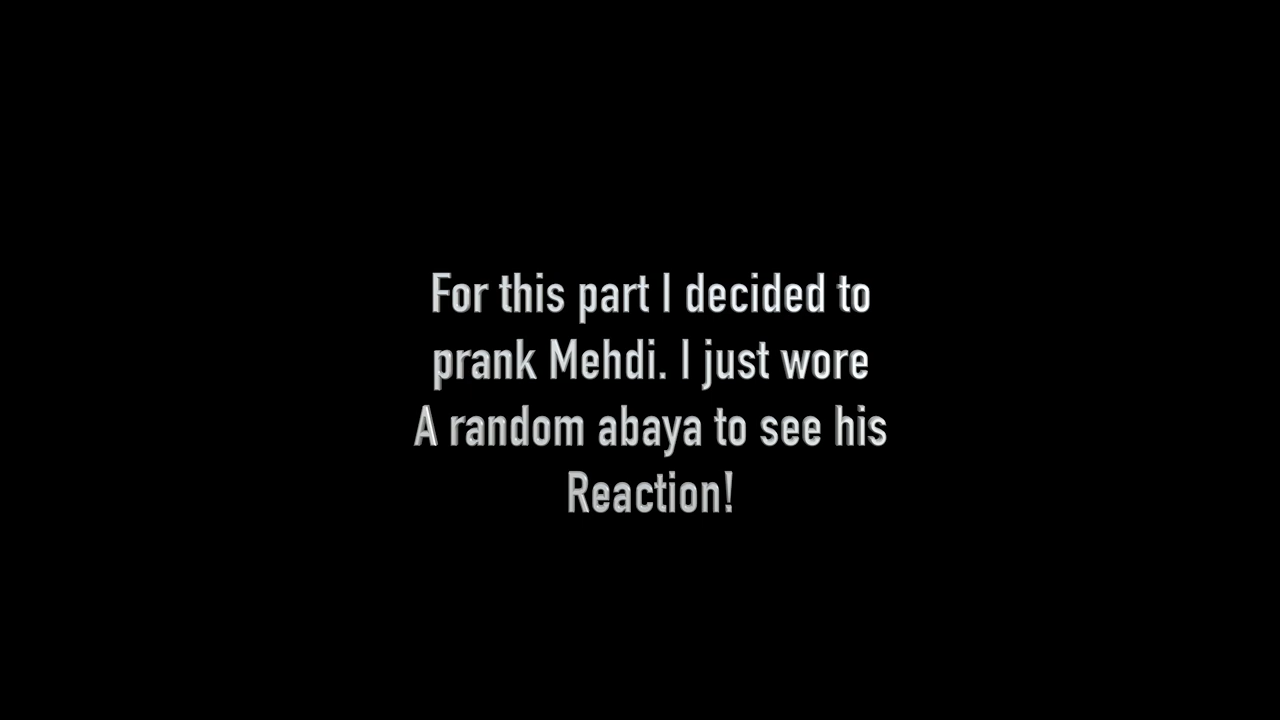 For this part I decided to
prank Mehdi. I just wore
A random abaya to see his
Reaction!